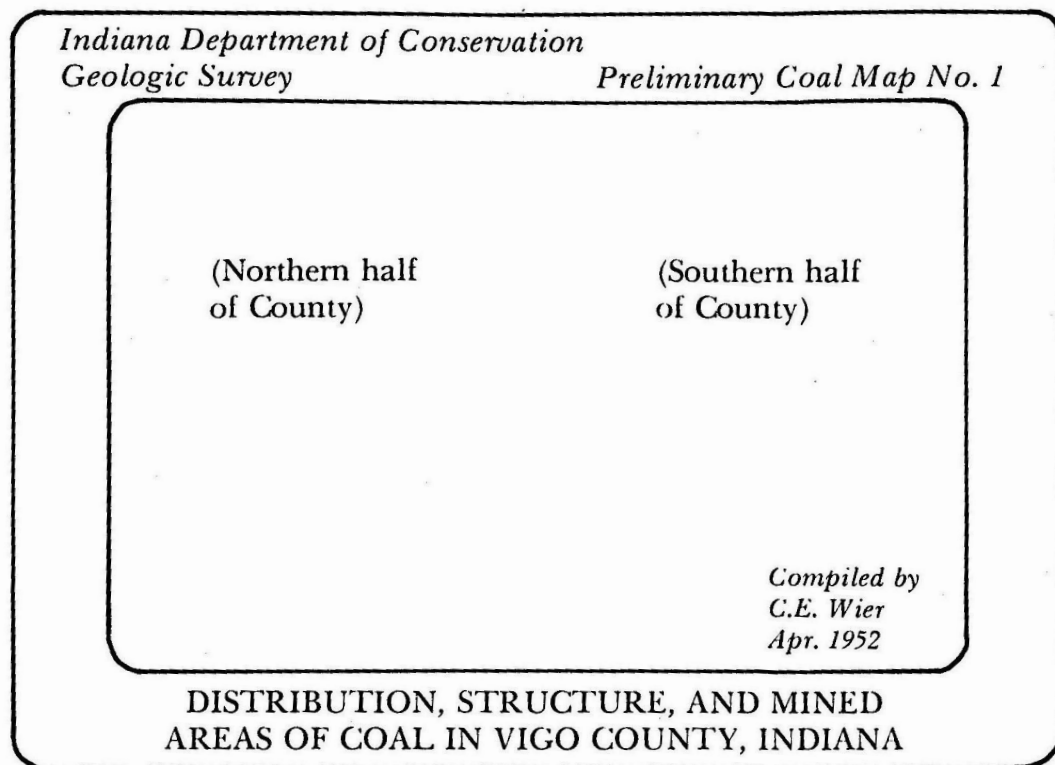 Indiana Department of Conservation
Geologic Survey Preliminary Coal Map No. 1
(Northern half
of County)
(Southern half
of County)
Compiled by
C.E. Wier
Apr. 1952
DISTRIBUTION, STRUCTURE, AND MINED
AREAS OF COAL IN VIGO COUNTY, INDIANA